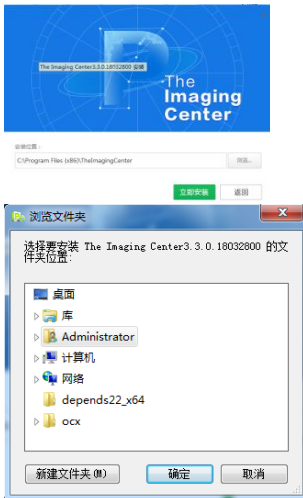 The Imaging Center3.3.0.18032800 安装
The
Imaging
Center
安装位置：
C:\Program Files (x86)\TheImagingCenter
浏览...
立即安装
返回
浏览文件夹
选择要安装 The Imaging Center3.3.0.18032800 的文
件夹位置:
桌面
库
Administrator
计算机
网络
depends22_x64
ocx
新建文件夹(M)
确定
取消